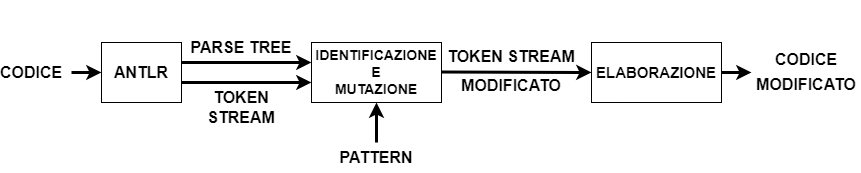 CODICE
ANTLR
PARSE TREE
TOKEN
STREAM
IDENTIFICAZIONE
E
MUTAZIONE
PATTERN
TOKEN STREAM
MODIFICATO
ELABORAZIONE
CODICE
MODIFICATO